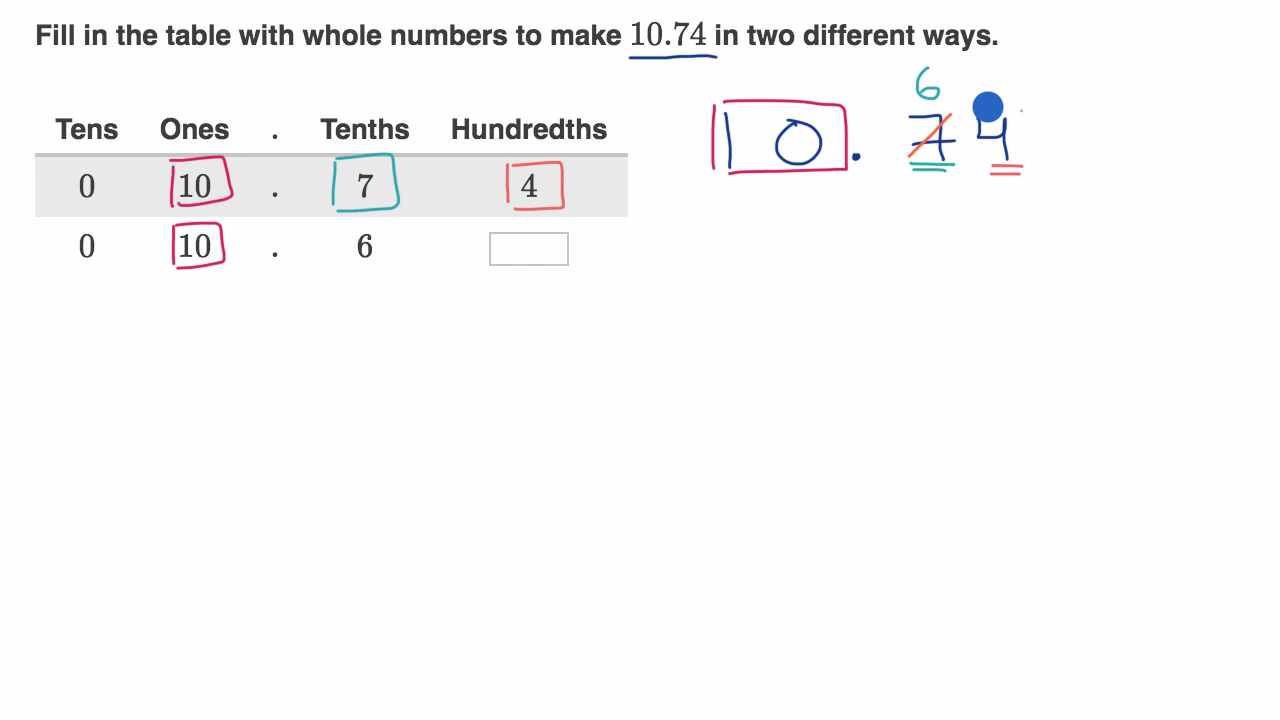 Fill in the table with whole numbers to make 10.74 in two different ways.
6
10.74
Tens Ones . Tenths Hundredths
0 10 . 7 4
0 10 . 6